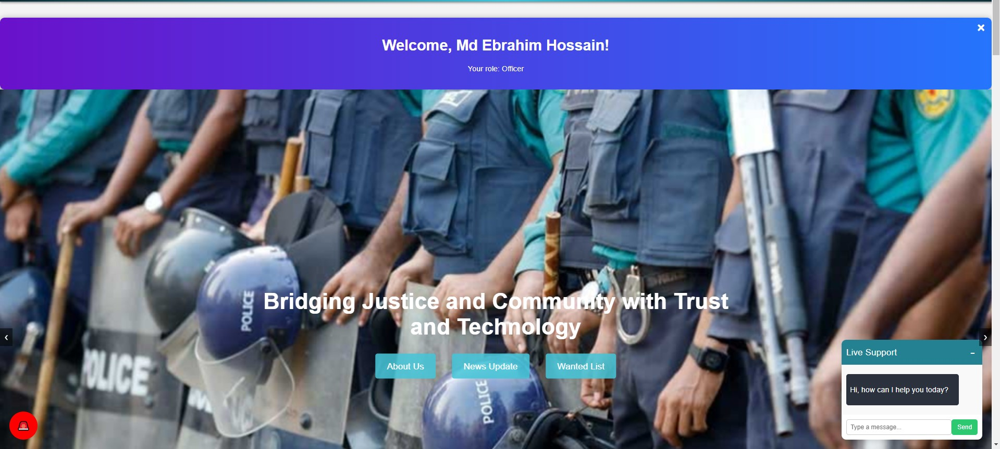 Welcome, Md Ebrahim Hossain!
Your role: Officer
Bridging Justice and Community with Trust
and Technology
About Us
News Update
Wanted List
POLICE
POLICE
POLICE
Live Support
Hi, how can I help you today?
Type a message...
Send